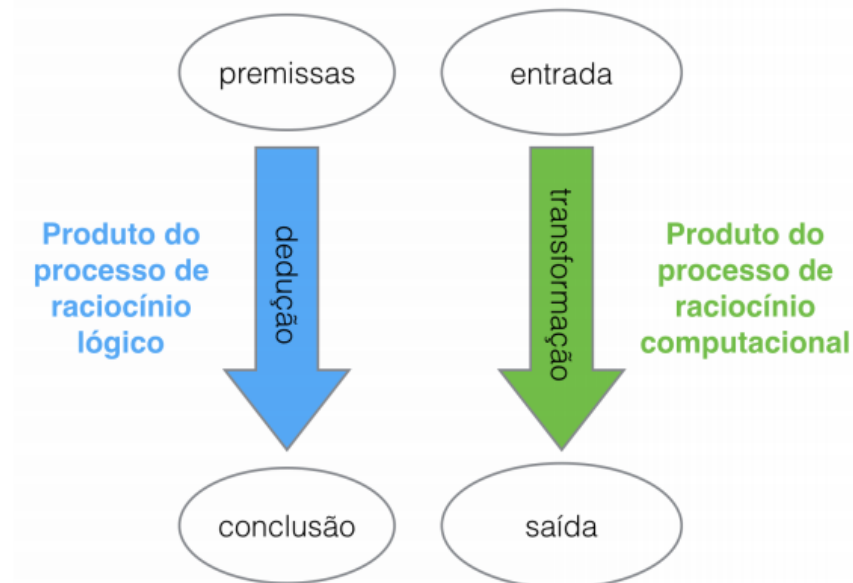 premissas
entrada
Produto do
processo de
raciocínio
lógico
dedução
transformação
Produto do
processo de
raciocínio
computacional
conclusão
saída